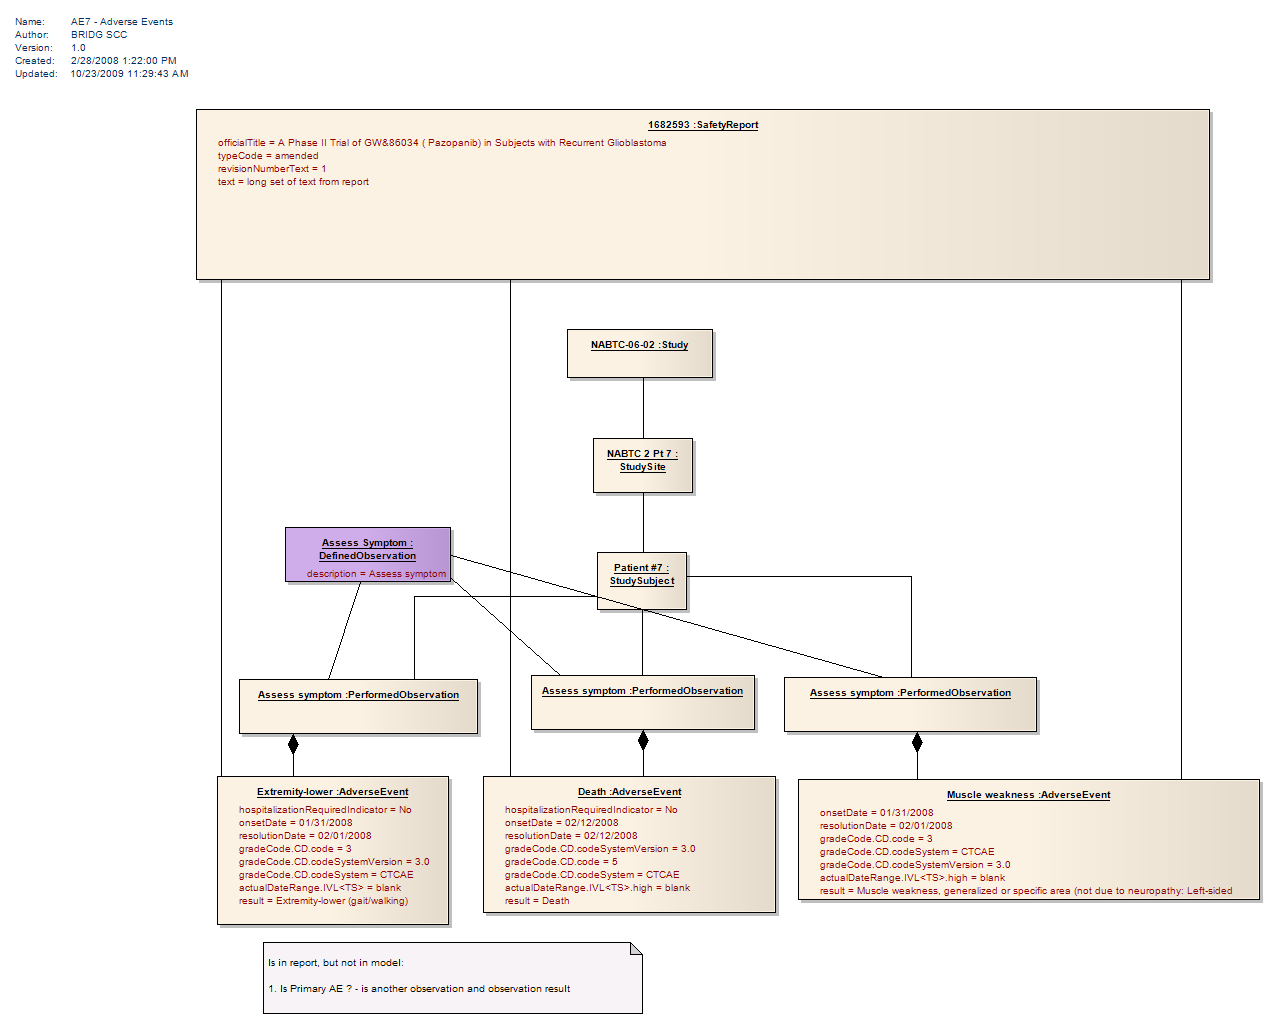 Name: AE7 - Adverse Events
Author: BRIDG SCC
Version: 1.0
Created: 2/28/2008 1:22:00 PM
Updated: 10/23/2009 11:29:43 AM
1682593 :SafetyReport
officialTitle = A Phase II Trial of GW&86034 ( Pazopanib) in Subjects with Recurrent Glioblastoma
typeCode = amended
revisionNumberText = 1
text = long set of text from report
NABTC-06-02 :Study
NABTC 2 Pt 7 :
StudySite
Assess Symptom :
DefinedObservation
description = Assess symptom
Patient #7 :
StudySubject
Assess symptom :PerformedObservation
Assess symptom :PerformedObservation
Assess symptom :PerformedObservation
Extremity-lower :AdverseEvent
hospitalizationRequiredIndicator = No
onsetDate = 01/31/2008
resolutionDate = 02/01/2008
gradeCode.CD.code = 3
gradeCode.CD.codeSystemVersion = 3.0
gradeCode.CD.codeSystem = CTCAE
actualDateRange.IVL<TS> = blank
result = Extremity-lower (gait/walking)
Death :AdverseEvent
hospitalizationRequiredIndicator = No
onsetDate = 02/12/2008
resolutionDate = 02/12/2008
gradeCode.CD.codeSystemVersion = 3.0
gradeCode.CD.code = 5
gradeCode.CD.codeSystem = CTCAE
actualDateRange.IVL<TS>.high = blank
result = Death
Muscle weakness :AdverseEvent
onsetDate = 01/31/2008
resolutionDate = 02/01/2008
gradeCode.CD.code = 3
gradeCode.CD.codeSystem = CTCAE
gradeCode.CD.codeSystemVersion = 3.0
actualDateRange.IVL<TS>.high = blank
result = Muscle weakness, generalized or specific area (not due to neuropathy: Left-sided
Is in report, but not in model:
1. Is Primary AE ? - is another observation and observation result